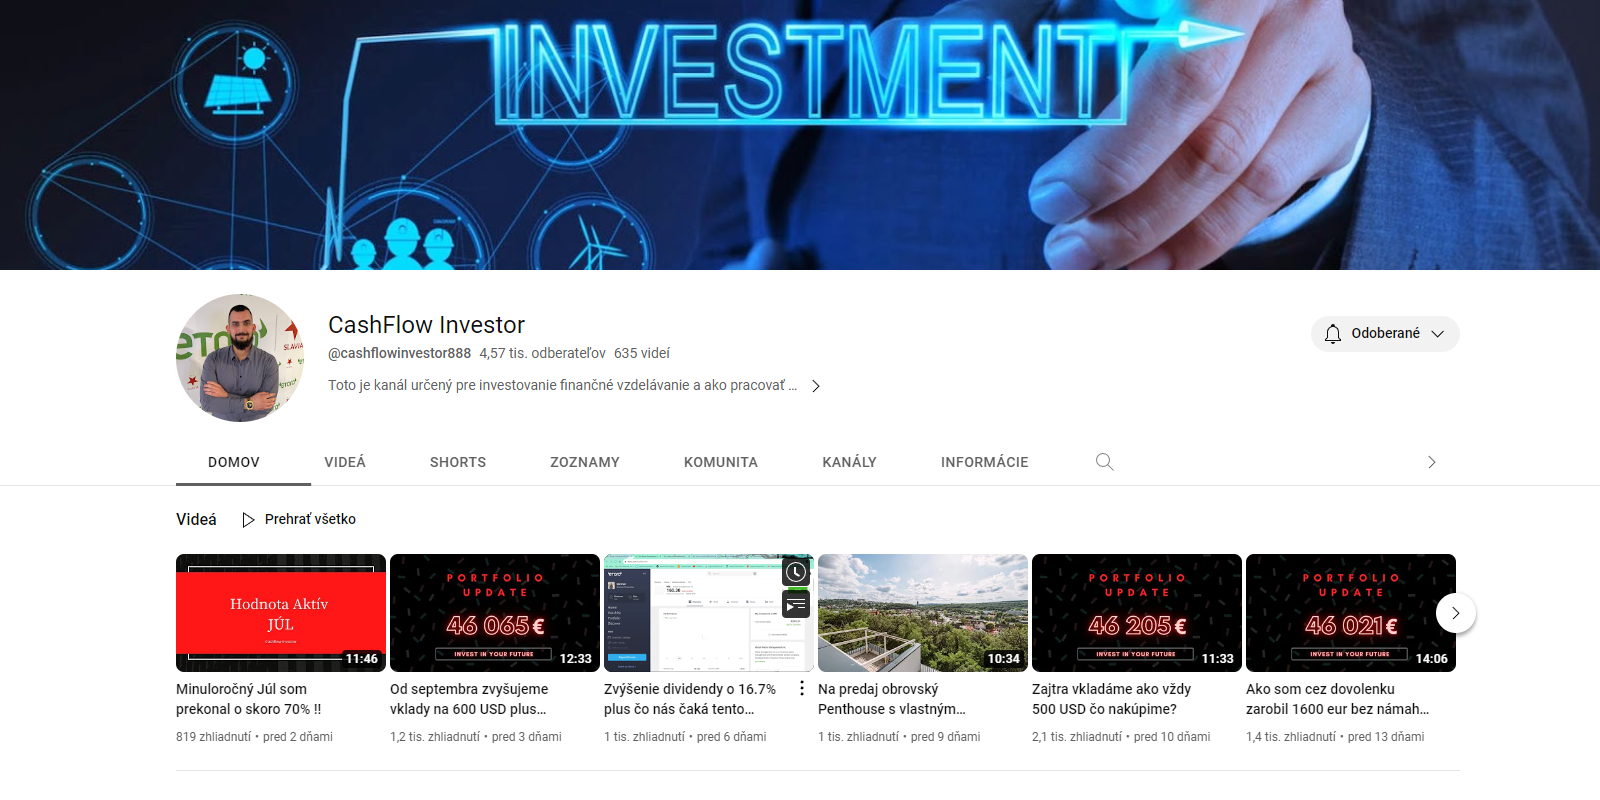 INVESTMENT
eTORO
SLAVIA
CashFlow Investor
@cashflowinvestor888 4,57 tis. odberateľov 635 videí
Toto je kanál určený pre investovanie finančné vzdelávanie a ako pracovať ...
Odoberané
DOMOV VIDEÁ SHORTS ZOZNAMY KOMUNITA KANÁLY INFORMÁCIE
Videá Prehrať všetko
Hodnota Aktív
JÚL
11:46
PORTFOLIO
UPDATE
46 065 €
INVEST IN YOUR FUTURE
12:33
10:34
PORTFOLIO
UPDATE
46 205 €
INVEST IN YOUR FUTURE
11:33
PORTFOLIO
UPDATE
46 021 €
INVEST IN YOUR FUTURE
14:06
Minuloročný Júl som
prekonal o skoro 70% !!
819 zhliadnutí • pred 2 dňami
Od septembra zvyšujeme
vklady na 600 USD plus...
1,2 tis. zhliadnutí • pred 3 dňami
Zvýšenie dividendy o 16.7%
plus čo nás čaká tento...
1 tis. zhliadnutí • pred 6 dňami
Na predaj obrovský
Penthouse s vlastným...
1 tis. zhliadnutí • pred 9 dňami
Zajtra vkladáme ako vždy
500 USD čo nakúpime?
2,1 tis. zhliadnutí • pred 10 dňami
Ako som cez dovolenku
zarobil 1600 eur bez námah...
1,4 tis. zhliadnutí • pred 13 dňami